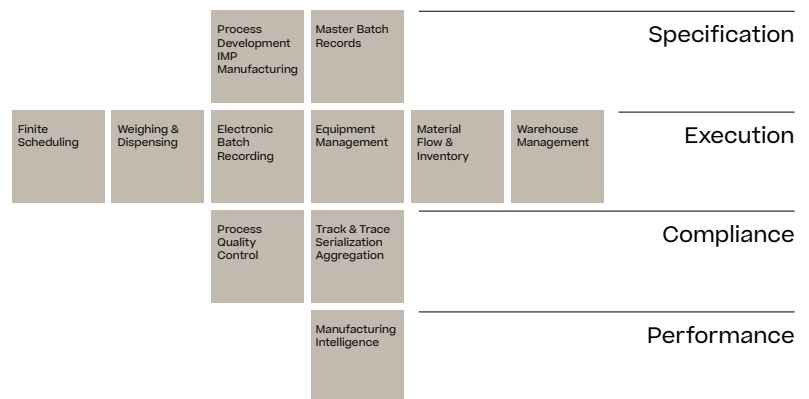 Process
Development
IMP
Manufacturing
Master Batch
Records
Specification
Finite
Scheduling
Weighing &
Dispensing
Electronic
Batch
Recording
Equipment
Management
Material
Flow &
Inventory
Warehouse
Management
Execution
Process
Quality
Control
Track & Trace
Serialization
Aggregation
Compliance
Manufacturing
Intelligence
Performance